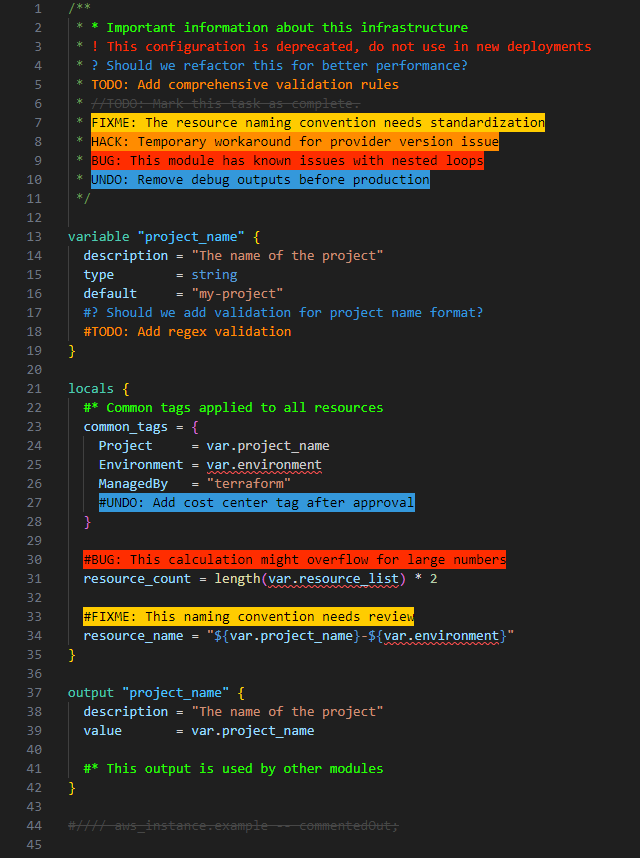 1 /**
2  * * Important information about this infrastructure
3  * ! This configuration is deprecated, do not use in new deployments
4  * ? Should we refactor this for better performance?
5  * TODO: Add comprehensive validation rules
6  * //TODO: Mark this task as complete.
7  * FIXME: The resource naming convention needs standardization
8  * HACK: Temporary workaround for provider version issue
9  * BUG: This module has known issues with nested loops
10  * UNDO: Remove debug outputs before production
11  */
12
13 variable "project_name" {
14   description = "The name of the project"
15   type        = string
16   default     = "my-project"
17   #? Should we add validation for project name format?
18   #TODO: Add regex validation
19 }
20
21 locals {
22   #* Common tags applied to all resources
23   common_tags = {
24     Project     = var.project_name
25     Environment = var.environment
26     ManagedBy   = "terraform"
27     #UNDO: Add cost center tag after approval
28   }
29
30   #BUG: This calculation might overflow for large numbers
31   resource_count = length(var.resource_list) * 2
32
33   #FIXME: This naming convention needs review
34   resource_name = "${var.project_name}-${var.environment}"
35 }
36
37 output "project_name" {
38   description = "The name of the project"
39   value       = var.project_name
40
41   #* This output is used by other modules
42 }
43
44 #//// aws_instance.example -- commentedOut;
45